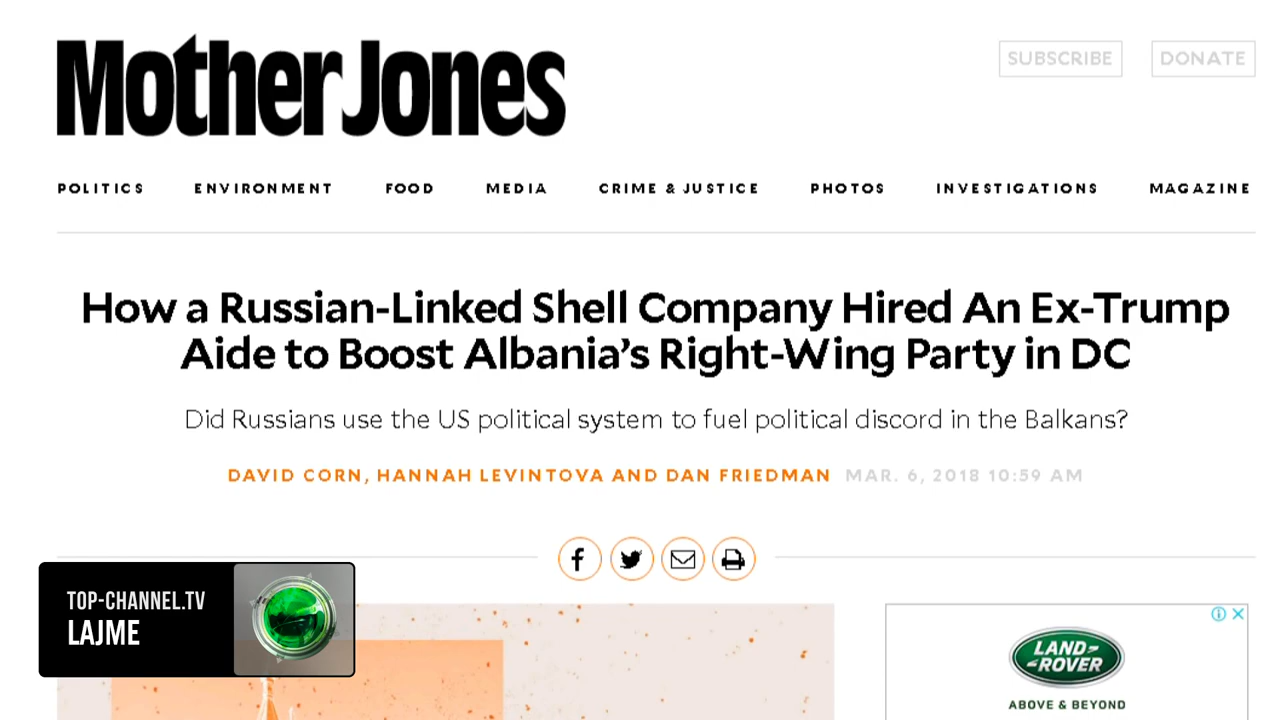 Mother Jones
SUBSCRIBE DONATE
POLITICS ENVIRONMENT FOOD MEDIA CRIME & JUSTICE PHOTOS INVESTIGATIONS MAGAZINE
How a Russian-Linked Shell Company Hired An Ex-Trump
Aide to Boost Albania’s Right-Wing Party in DC
Did Russians use the US political system to fuel political discord in the Balkans?
DAVID CORN, HANNAH LEVINTOVA AND DAN FRIEDMAN MAR. 6, 2018 10:59 AM
TOP-CHANNEL.TV
LAJME
LAND-
-ROVER
ABOVE & BEYOND